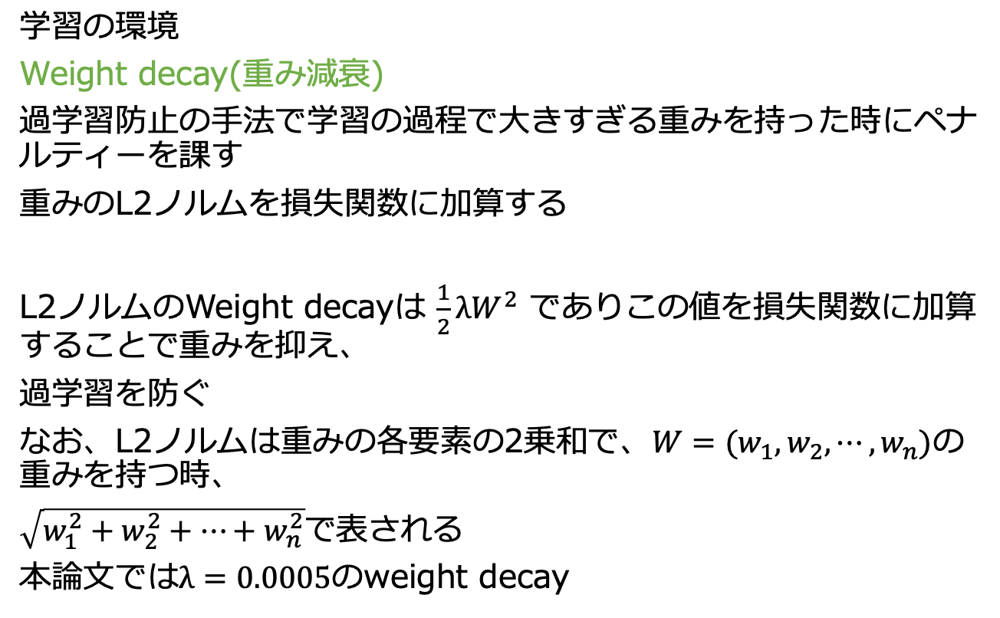 学習の環境
Weight decay(重み減衰)
過学習防止の手法で学習の過程で大きすぎる重みを持った時にペナ
ルティーを課す
重みのL2ノルムを損失関数に加算する
L2ノルムのWeight decayは $\frac{1}{2}\lambda W^2$ でありこの値を損失関数に加算
することで重みを抑え、
過学習を防ぐ
なお、L2ノルムは重みの各要素の2乗和で、$W = (w_1, w_2, \cdots, w_n)$の
重みを持つ時、
$\sqrt{w_1^2 + w_2^2 + \cdots + w_n^2}$で表される
本論文ではλ = 0.0005のweight decay